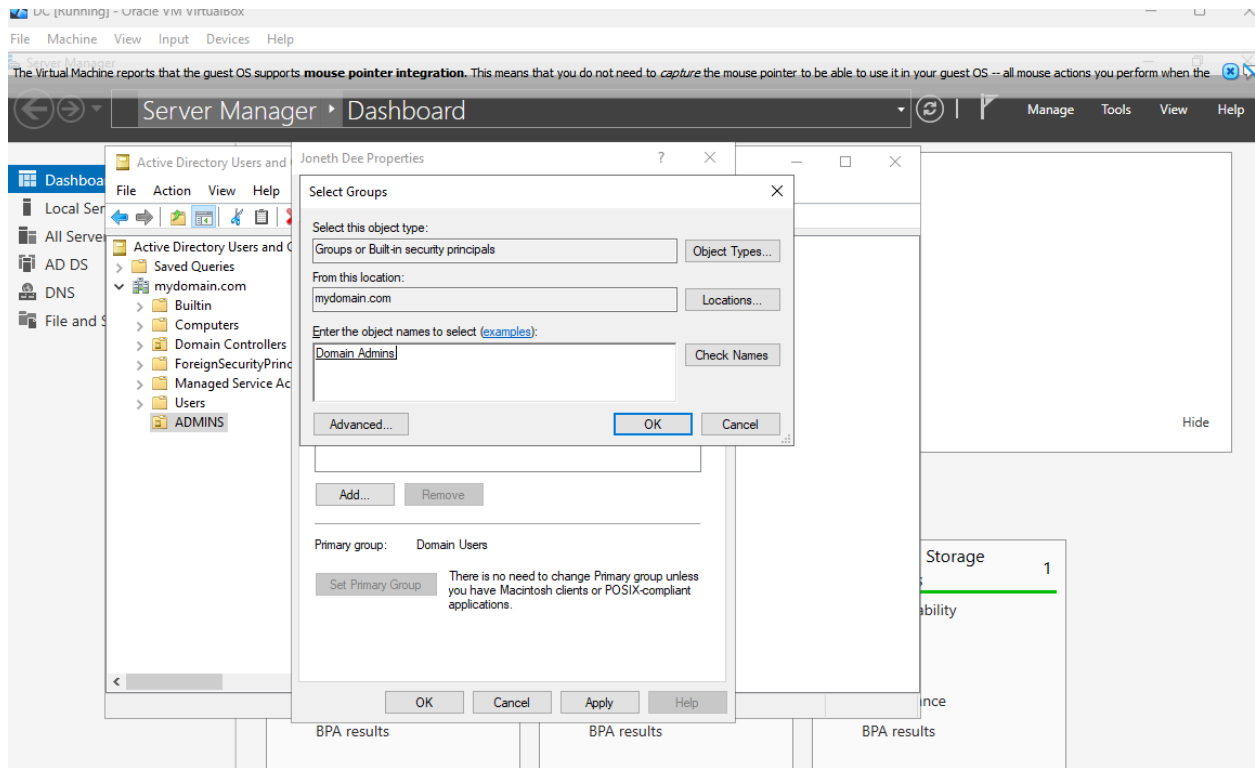 DC [Running] - Oracle VM VirtualBox
File Machine View Input Devices Help
Server Manager
The Virtual Machine reports that the guest OS supports mouse pointer integration. This means that you do not need to capture the mouse pointer to be able to use it in your guest OS -- all mouse actions you perform when the
Server Manager Dashboard
Manage Tools View Help
Dashboa
Local Ser
All Server
AD DS
DNS
File and S
Active Directory Users and
File Action View Help
Active Directory Users and C
Saved Queries
mydomain.com
Builtin
Computers
Domain Controllers
ForeignSecurityPrinc
Managed Service Ac
Users
ADMINS
Joneth Dee Properties
Select Groups
Select this object type:
Groups or Built-in security principals
Object Types...
From this location:
mydomain.com
Locations...
Enter the object names to select (examples):
Domain Admins
Check Names
Advanced...
OK
Cancel
Add...
Remove
Primary group: Domain Users
Set Primary Group
There is no need to change Primary group unless
you have Macintosh clients or POSIX-compliant
applications.
OK
Cancel
Apply
Help
Hide
Storage
1
ability
nce
BPA results
BPA results
BPA results